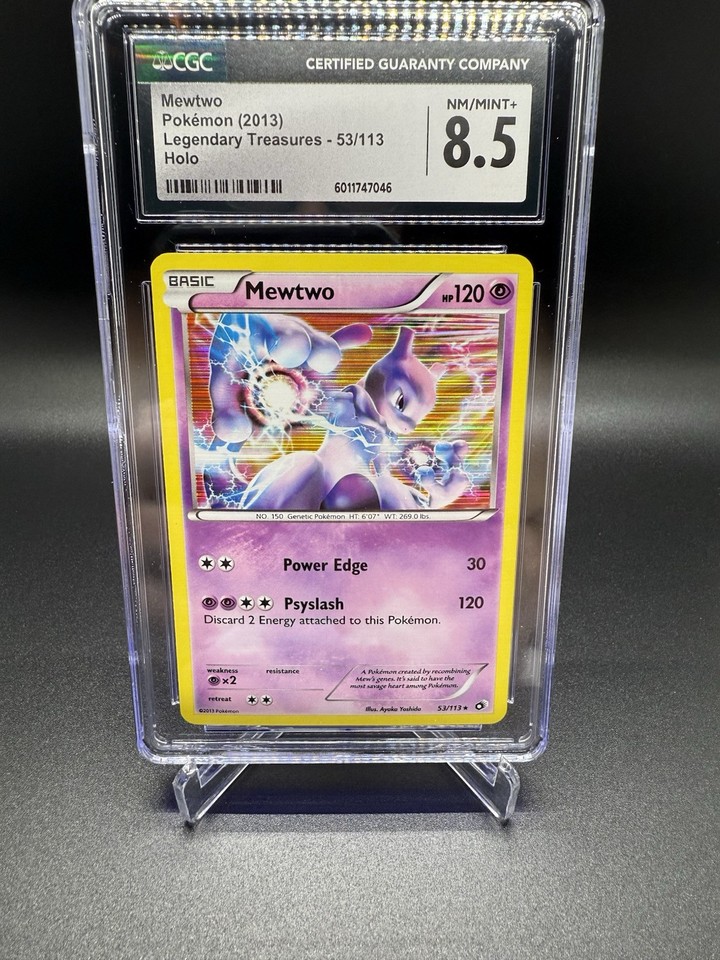 CGC
CERTIFIED GUARANTY COMPANY
Mewtwo
Pokémon (2013)
Legendary Treasures - 53/113
Holo
NM/MINT+
8.5
6011747046
BASIC
Mewtwo
HP120
NO. 150 Genetic Pokémon HT: 6'07" WT: 269.0 lbs.
Power Edge 30
Psyslash 120
Discard 2 Energy attached to this Pokémon.
weakness
resistance
×2
retreat
A Pokémon created by recombining
Mew's genes. It's said to have the
most savage heart among Pokémon.
©2013 Pokémon
Illus. Ayaka Yoshida
53/113★